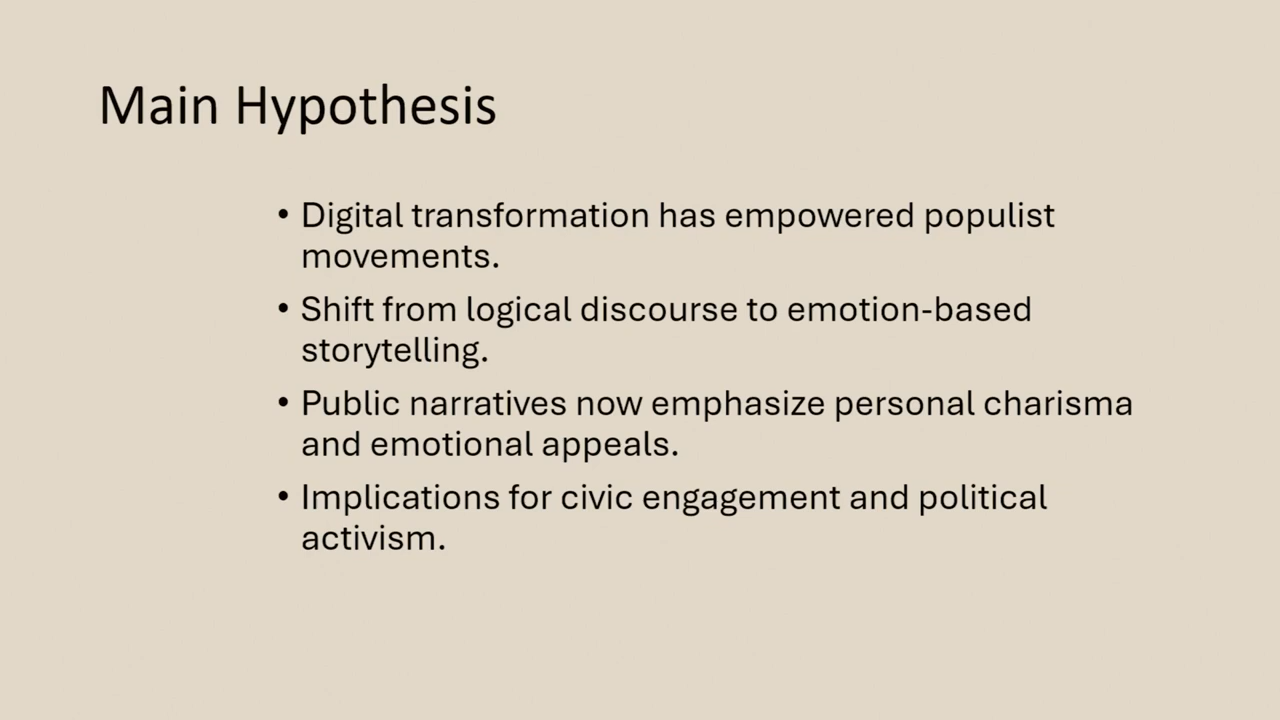 Main Hypothesis
• Digital transformation has empowered populist
movements.
• Shift from logical discourse to emotion-based
storytelling.
• Public narratives now emphasize personal charisma
and emotional appeals.
• Implications for civic engagement and political
activism.